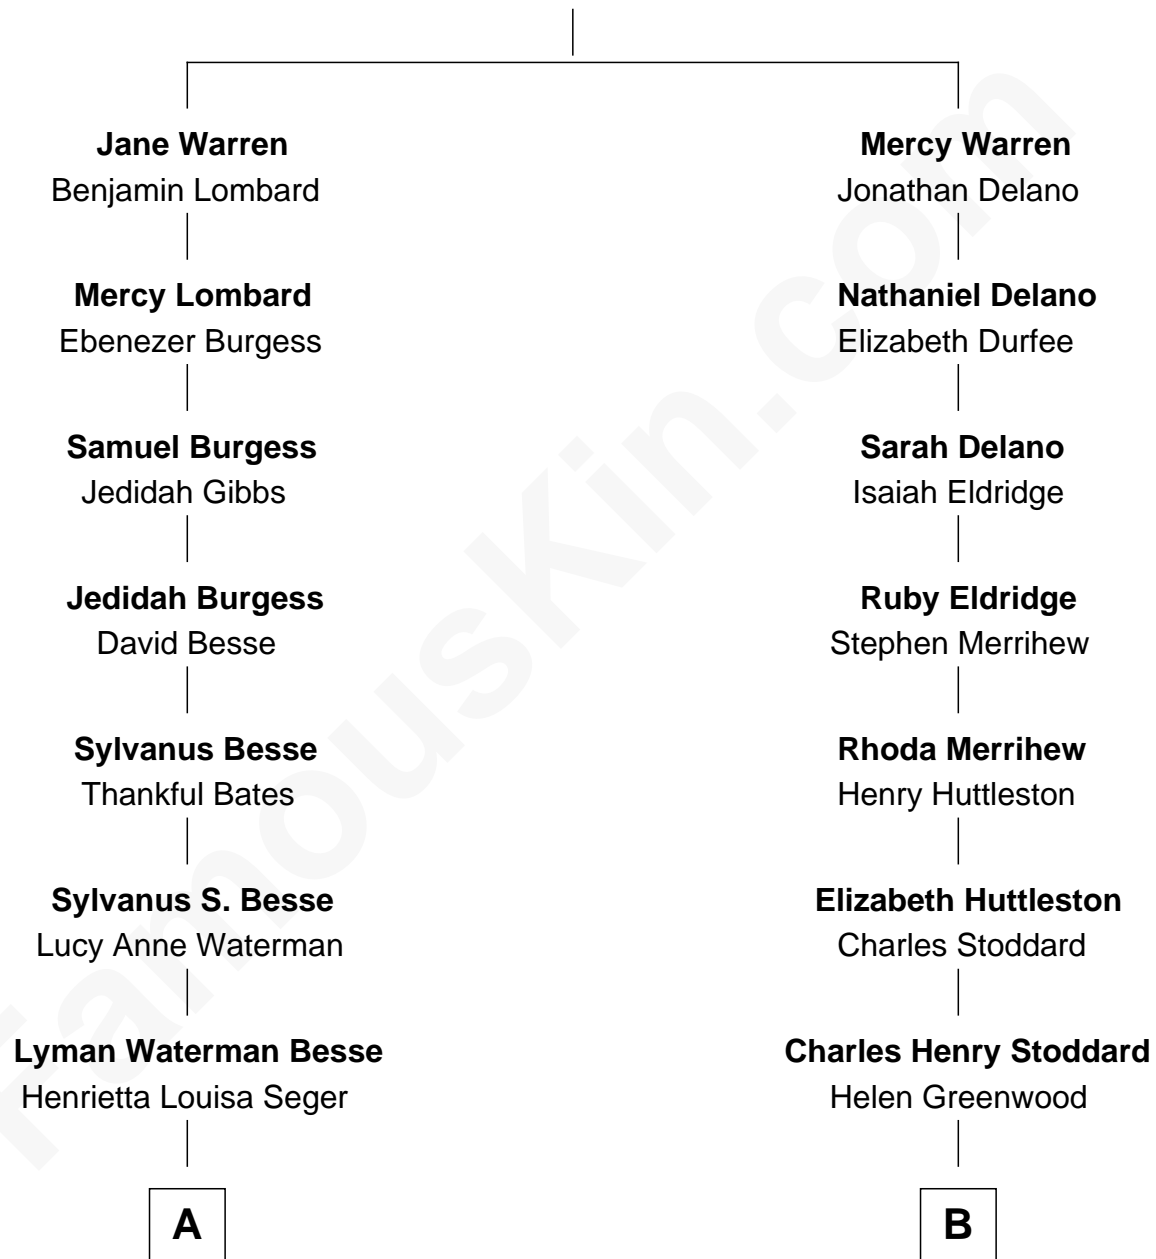 Jane Warren
Benjamin Lombard
Mercy Lombard
Ebenezer Burgess
Samuel Burgess
Jedidah Gibbs
Jedidah Burgess
David Besse
Sylvanus Besse
Thankful Bates
Sylvanus S. Besse
Lucy Anne Waterman
Lyman Waterman Besse
Henrietta Louisa Seger
A
Mercy Warren
Jonathan Delano
Nathaniel Delano
Elizabeth Durfee
Sarah Delano
Isaiah Eldridge
Ruby Eldridge
Stephen Merrihew
Rhoda Merrihew
Henry Huttleston
Elizabeth Huttleston
Charles Stoddard
Charles Henry Stoddard
Helen Greenwood
B
FamousKin.com